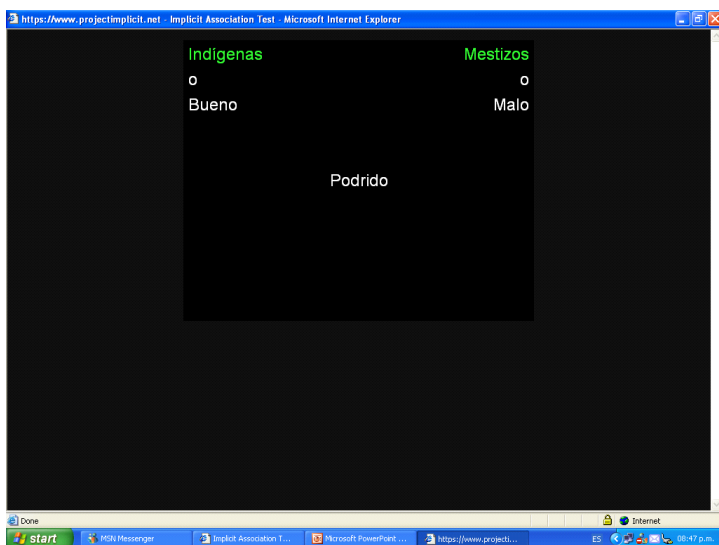 https://www.projectimplicit.net - Implicit Association Test - Microsoft Internet Explorer
Indígenas Mestizos
o o
Bueno Malo
Podrido
Done Internet
start MSN Messenger Implicit Association T... Microsoft PowerPoint ... https://www.projecti... ES 08:47 p.m.